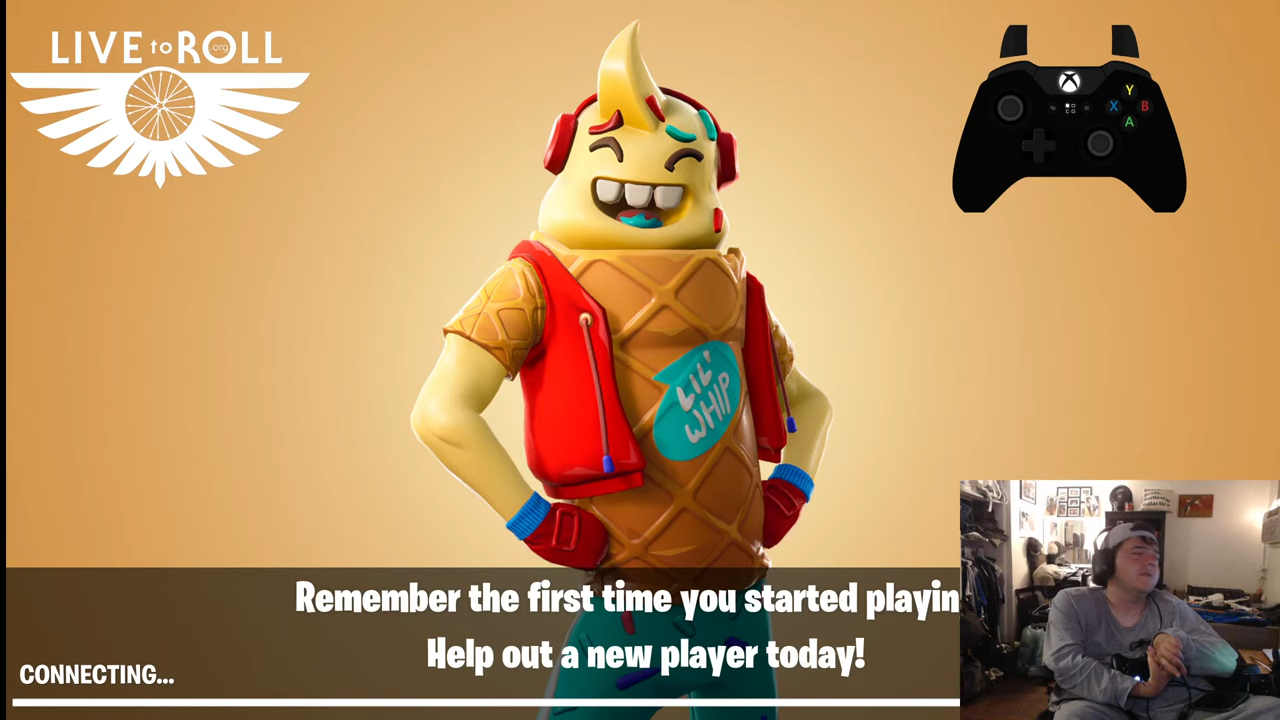 LIVE to ROLL
.org
Y
X B
A
LIL'
WHIP
Remember the first time you started playin
Help out a new player today!
CONNECTING...